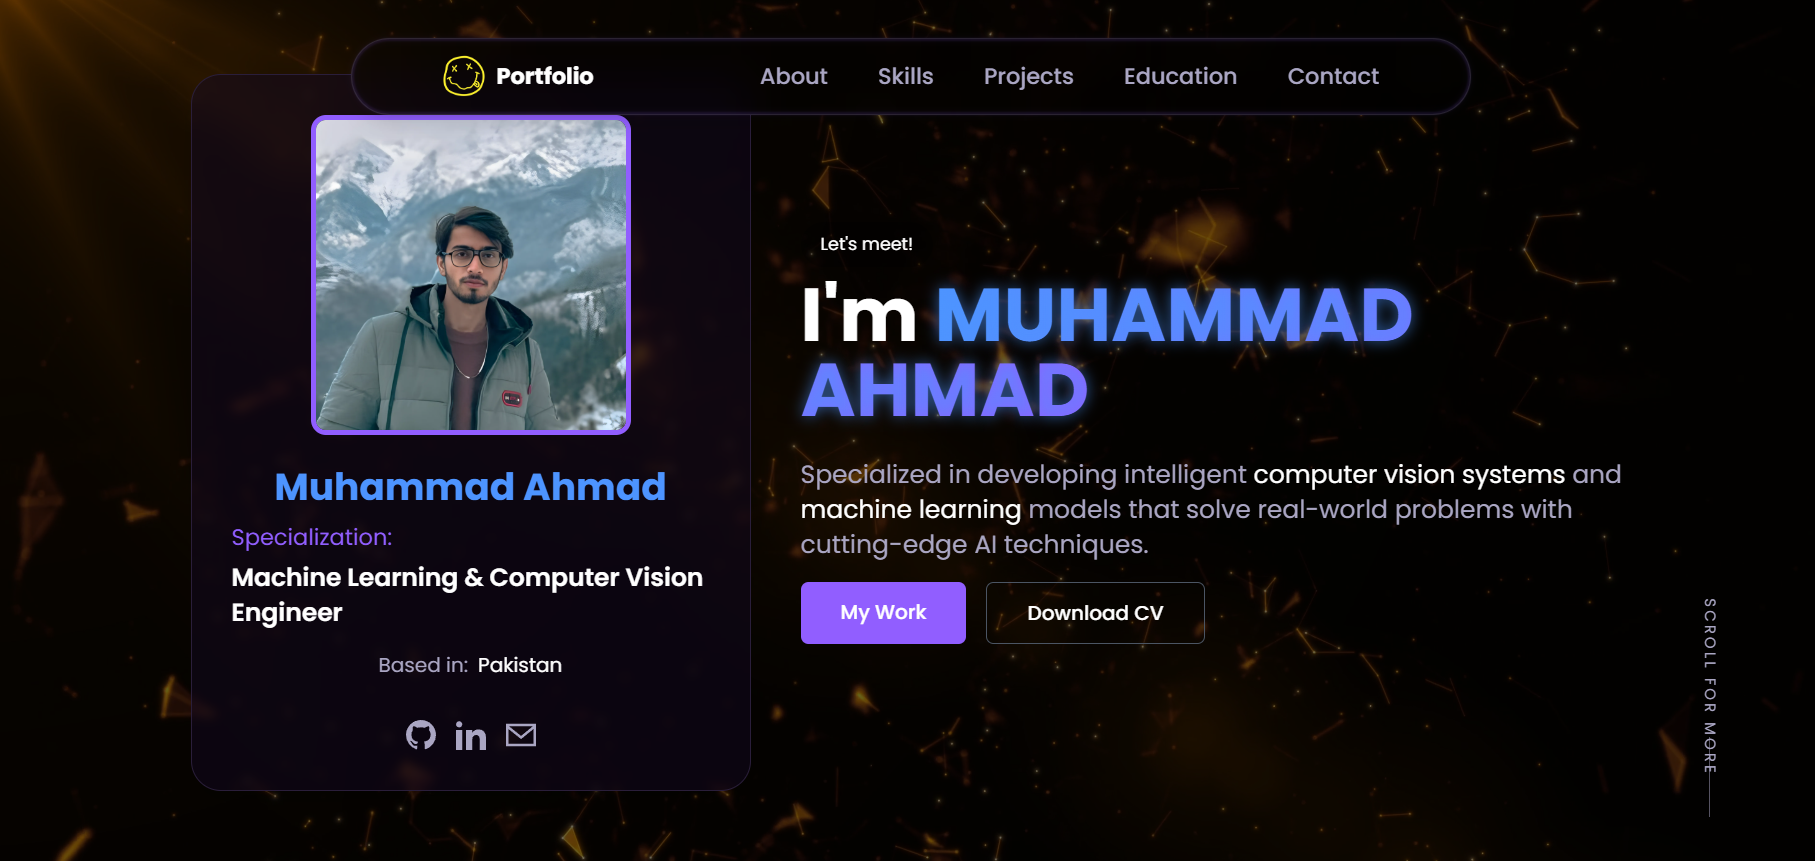 Portfolio
About
Skills
Projects
Education
Contact
Muhammad Ahmad
Specialization:
Machine Learning & Computer Vision
Engineer
Based in: Pakistan
Let's meet!
I'm MUHAMMAD
AHMAD
Specialized in developing intelligent computer vision systems and
machine learning models that solve real-world problems with
cutting-edge AI techniques.
My Work
Download CV
SCROLL FOR MORE